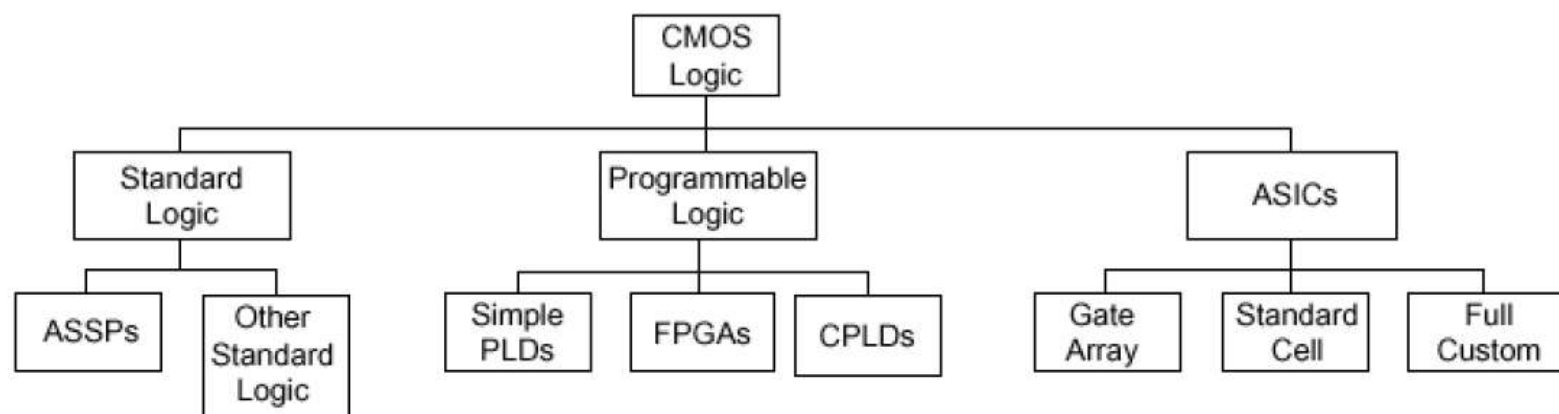 CMOS
Logic
Standard
Logic
Programmable
Logic
ASICs
ASSPs
Other
Standard
Logic
Simple
PLDs
FPGAs
CPLDs
Gate
Array
Standard
Cell
Full
Custom